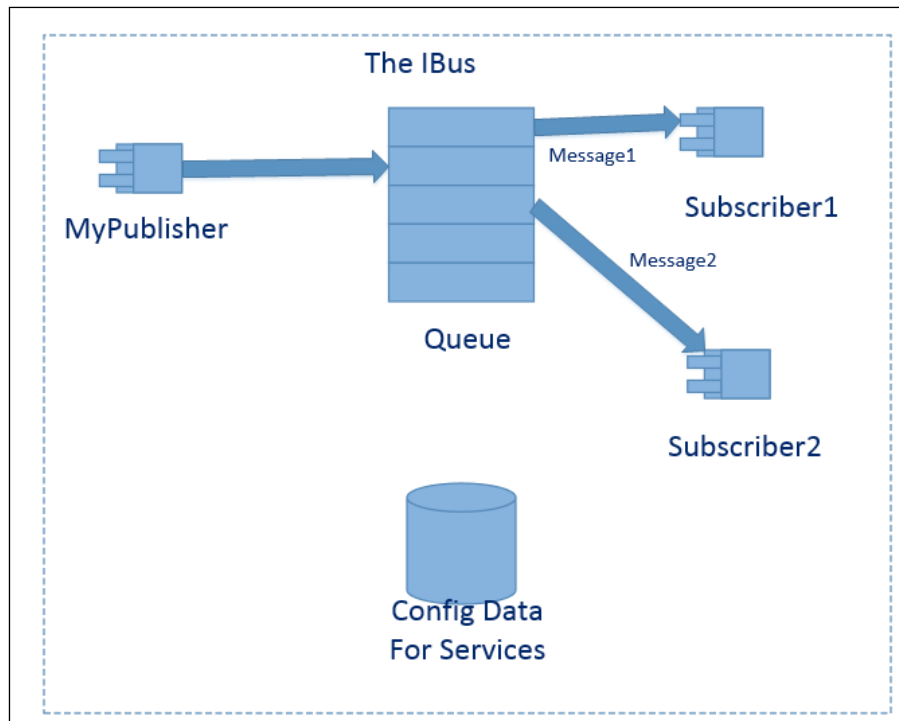 The IBus
Message1
MyPublisher
Subscriber1
Message2
Queue
Subscriber2
Config Data
For Services